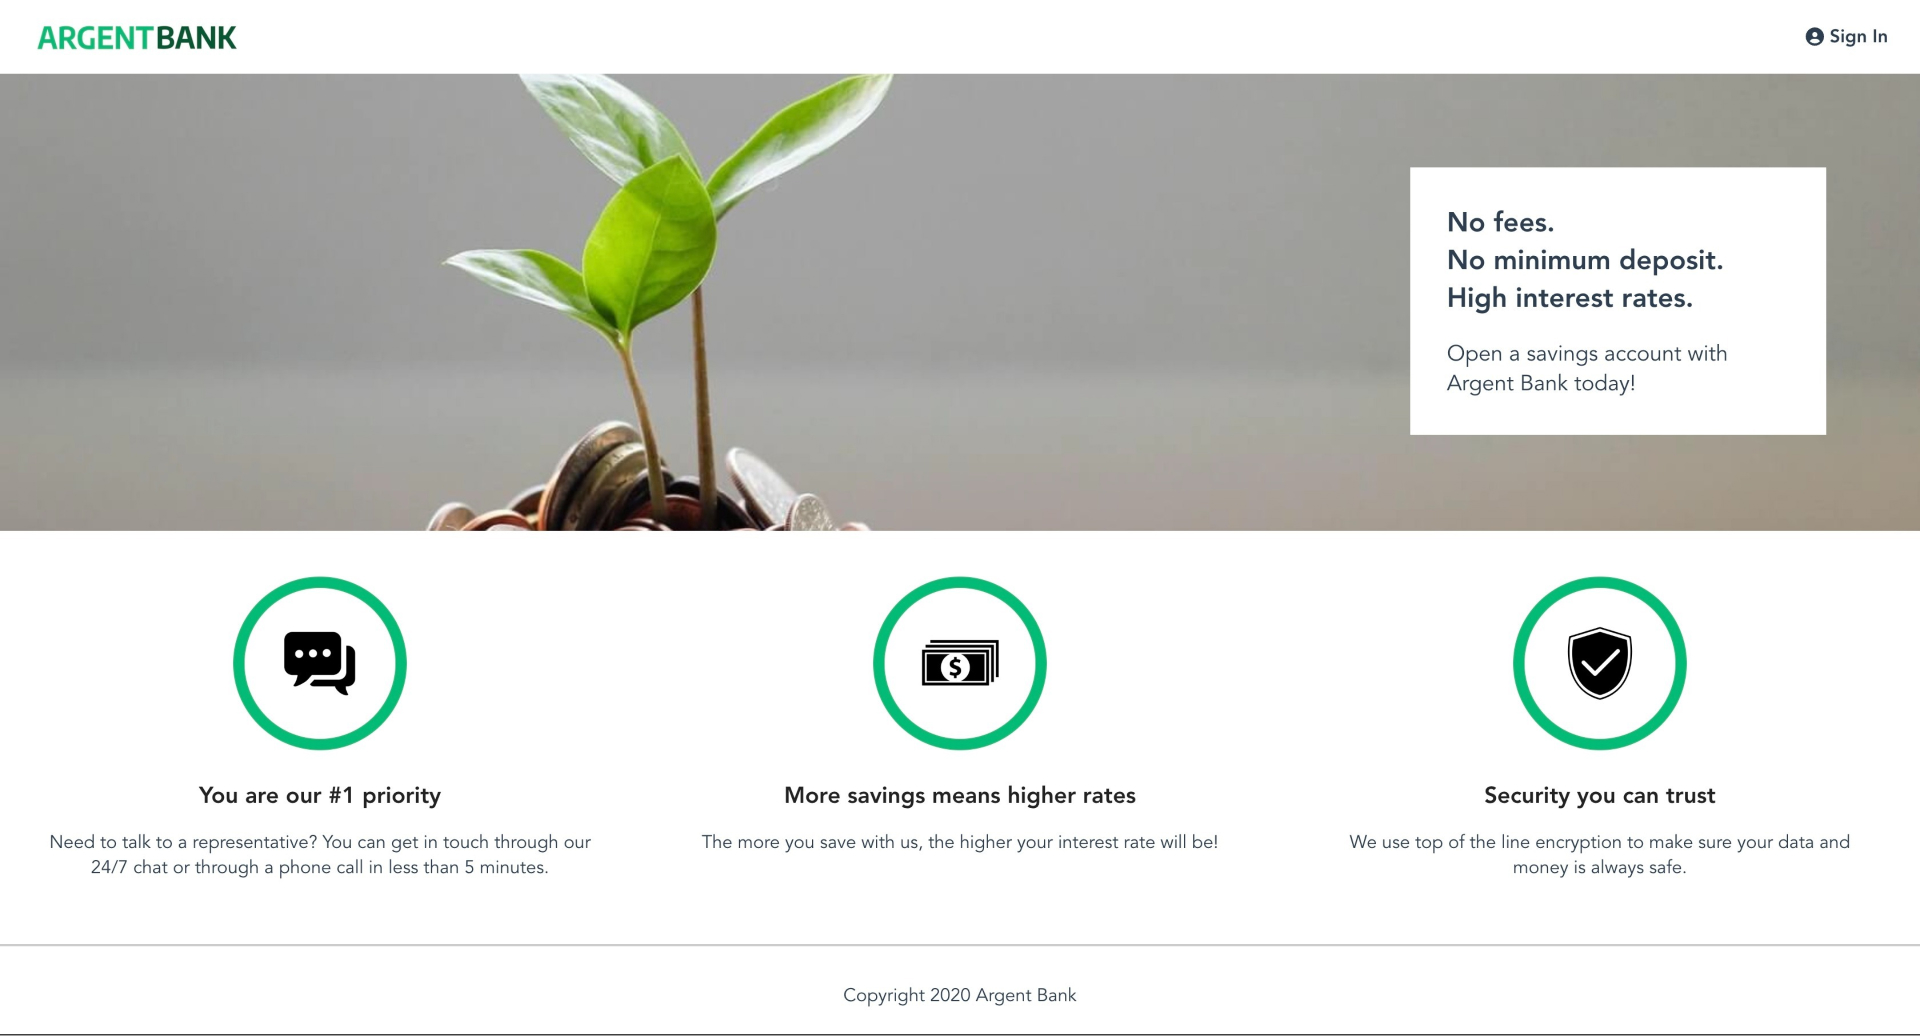 ARGENTBANK
Sign In
No fees.
No minimum deposit.
High interest rates.
Open a savings account with
Argent Bank today!
$
You are our #1 priority
Need to talk to a representative? You can get in touch through our
24/7 chat or through a phone call in less than 5 minutes.
More savings means higher rates
The more you save with us, the higher your interest rate will be!
Security you can trust
We use top of the line encryption to make sure your data and
money is always safe.
Copyright 2020 Argent Bank